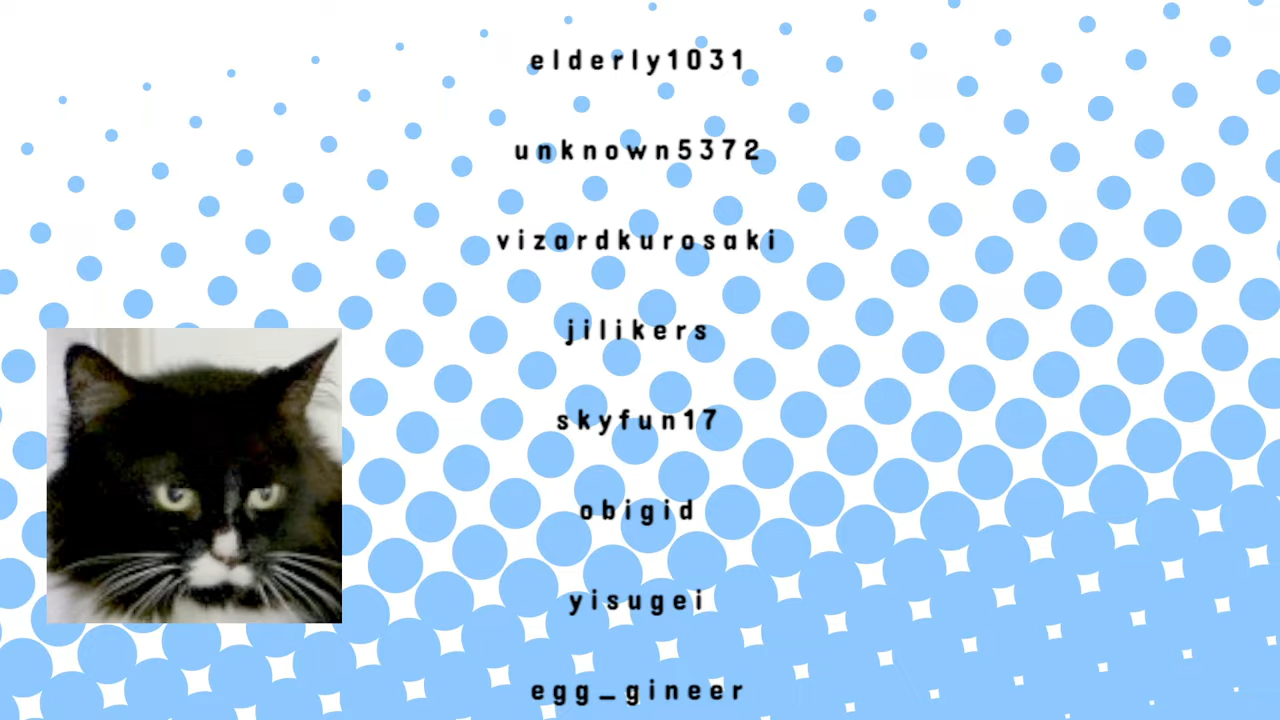 elderly1031
unknown5372
vizardkurosaki
jilikers
skyfun17
obigid
yisugei
egg_gineer